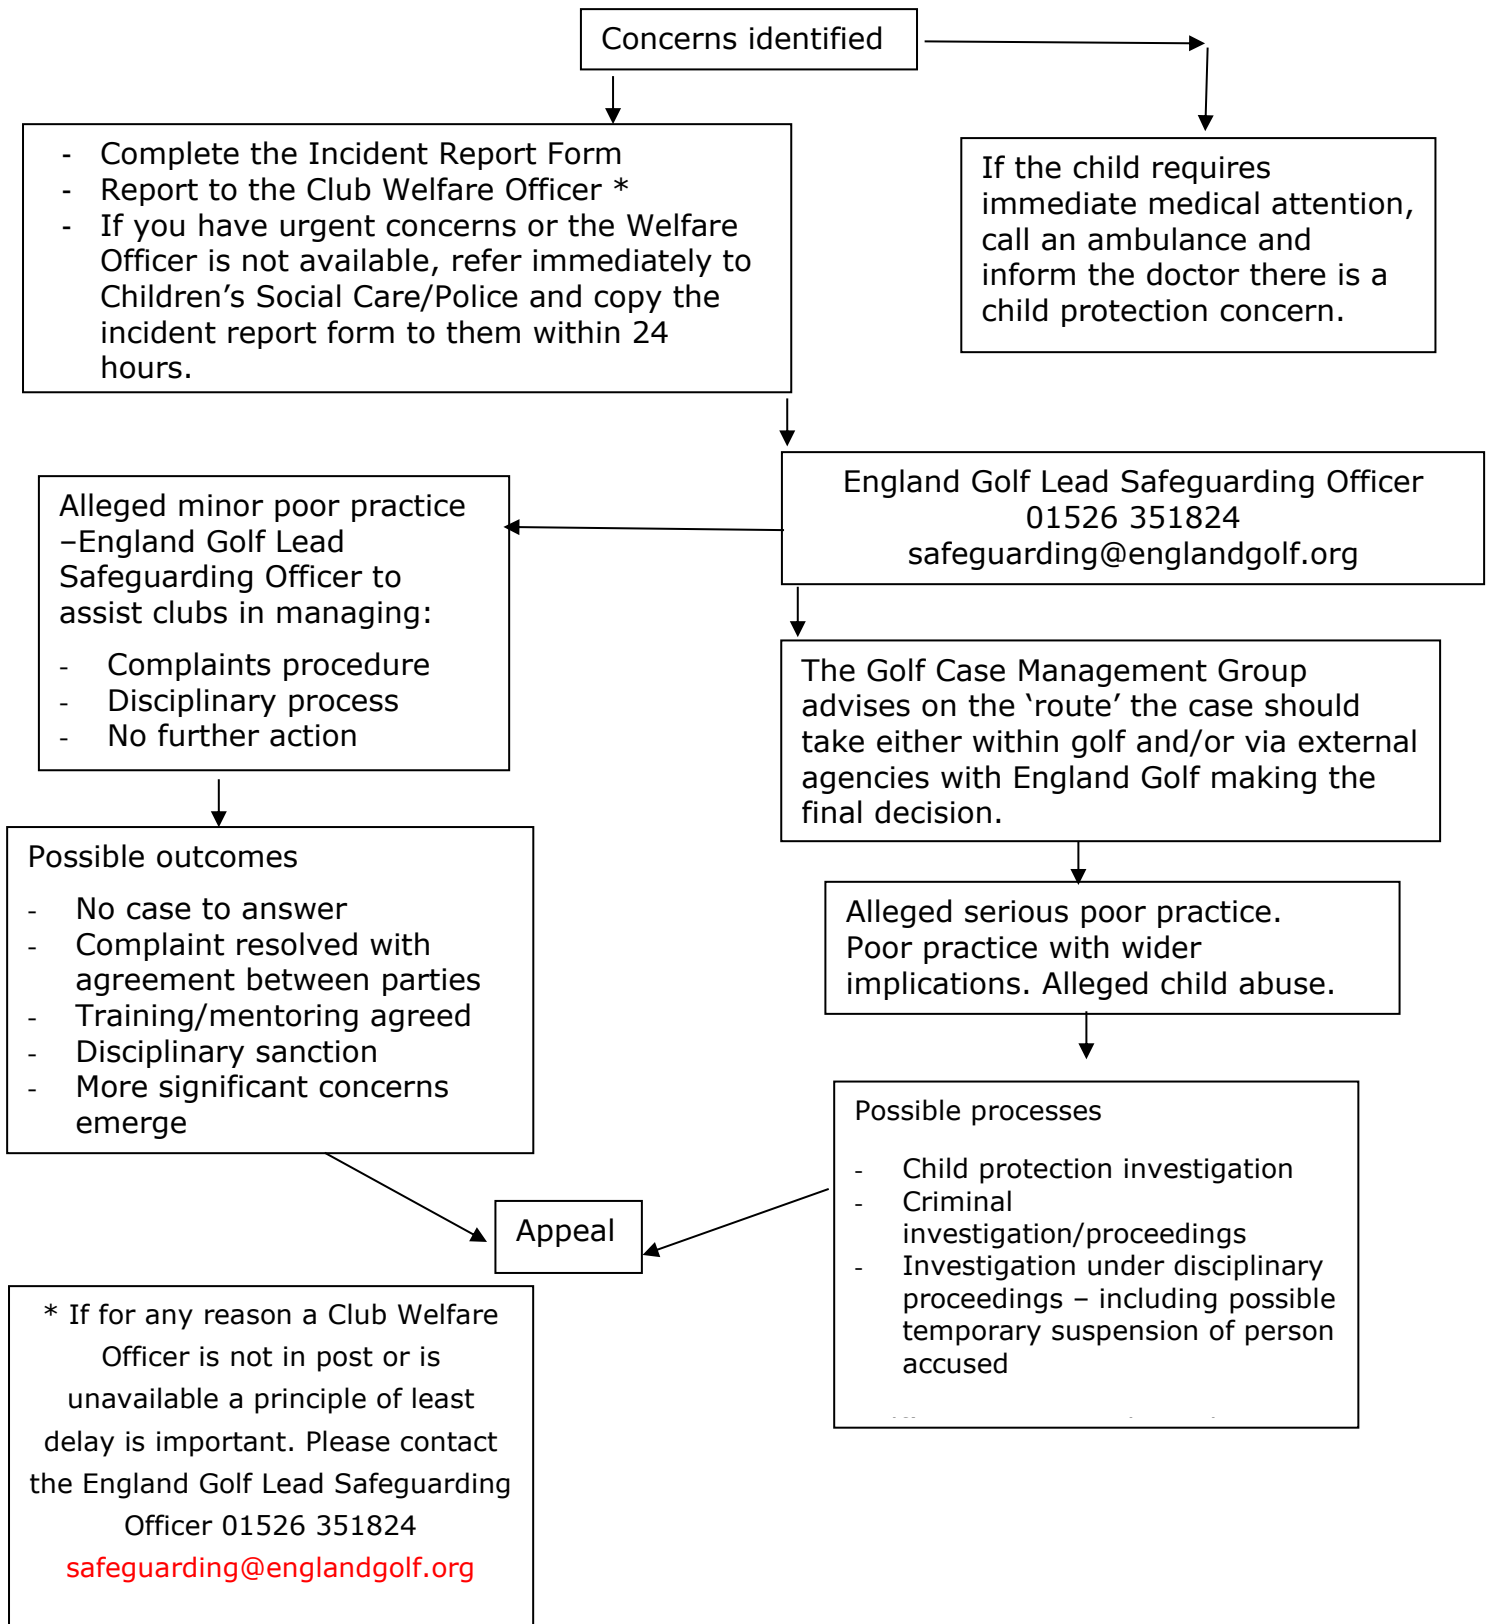 Concerns identified
- Complete the Incident Report Form
- Report to the Club Welfare Officer *
- If you have urgent concerns or the Welfare
Officer is not available, refer immediately to
Children’s Social Care/Police and copy the
incident report form to them within 24
hours.
If the child requires
immediate medical attention,
call an ambulance and
inform the doctor there is a
child protection concern.
England Golf Lead Safeguarding Officer
01526 351824
safeguarding@englandgolf.org
Alleged minor poor practice
–England Golf Lead
Safeguarding Officer to
assist clubs in managing:
- Complaints procedure
- Disciplinary process
- No further action
The Golf Case Management Group
advises on the ‘route’ the case should
take either within golf and/or via external
agencies with England Golf making the
final decision.
Possible outcomes
- No case to answer
- Complaint resolved with
agreement between parties
- Training/mentoring agreed
- Disciplinary sanction
- More significant concerns
emerge
Alleged serious poor practice.
Poor practice with wider
implications. Alleged child abuse.
Possible processes
- Child protection investigation
- Criminal
investigation/proceedings
- Investigation under disciplinary
proceedings – including possible
temporary suspension of person
accused
Appeal
* If for any reason a Club Welfare
Officer is not in post or is
unavailable a principle of least
delay is important. Please contact
the England Golf Lead Safeguarding
Officer 01526 351824
safeguarding@englandgolf.org